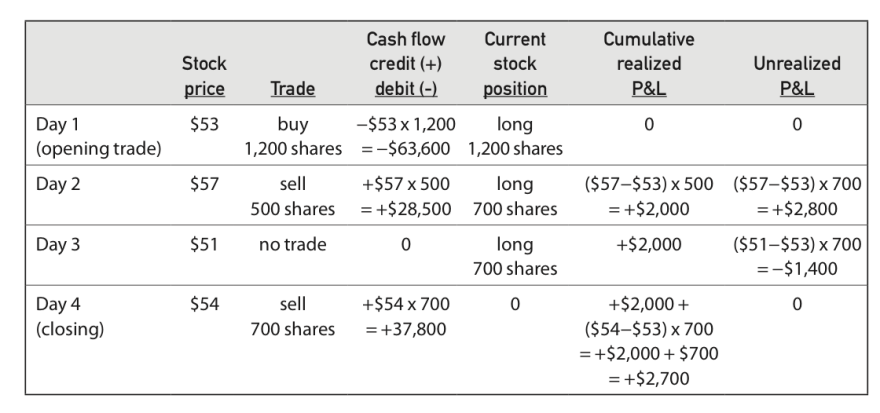 Cash flow Current Cumulative
Stock credit (+) stock realized Unrealized
price Trade debit (-) position P&L P&L
Day 1 $53 buy –$53 x 1,200 long 0 0
(opening trade) 1,200 shares = –$63,600 1,200 shares
Day 2 $57 sell +$57 x 500 long ($57–$53) x 500 ($57–$53) x 700
500 shares = +$28,500 700 shares = +$2,000 = +$2,800
Day 3 $51 no trade 0 long +$2,000 ($51–$53) x 700
700 shares = –$1,400
Day 4 $54 sell +$54 x 700 0 +$2,000 + 0
(closing) 700 shares = +37,800 ($54–$53) x 700
= +$2,000 + $700
= +$2,700